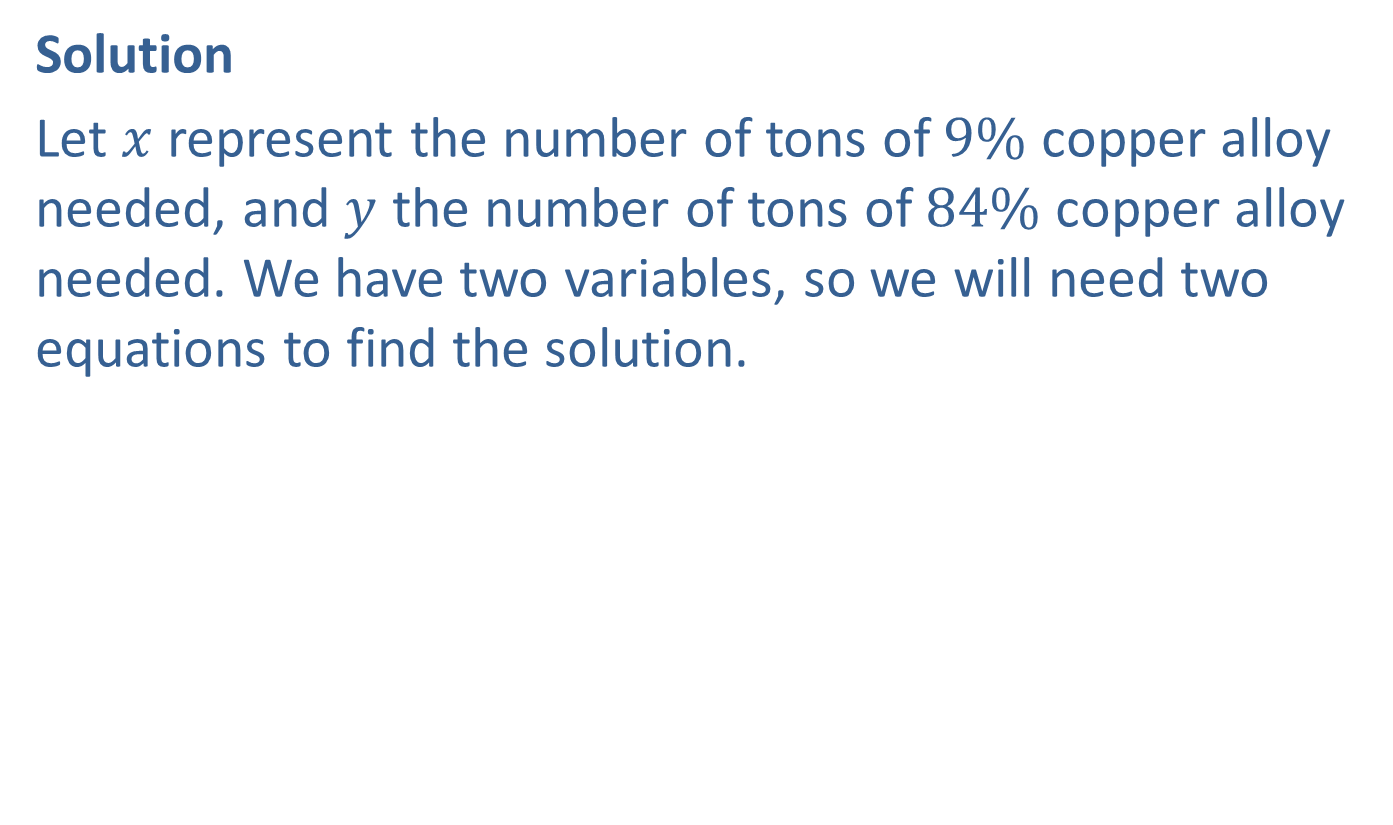 Solution
Let x represent the number of tons of 9% copper alloy
needed, and y the number of tons of 84% copper alloy
needed. We have two variables, so we will need two
equations to find the solution.